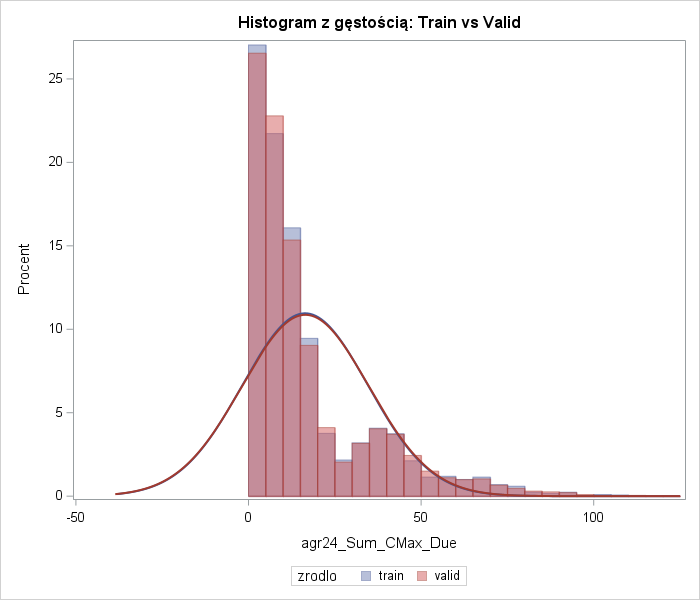 Histogram z gęstością: Train vs Valid
Procent
25
20
15
10
5
0
-50 0 50 100
agr24_Sum_CMax_Due
zrodlo train valid